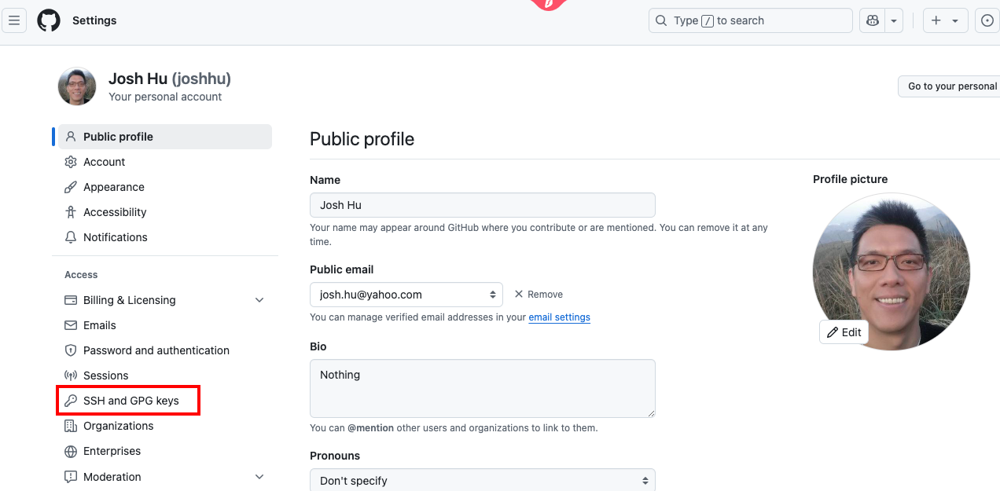 Settings
Type / to search
Josh Hu (joshhu)
Your personal account
Go to your personal
Public profile
Account
Appearance
Accessibility
Notifications
Access
Billing & Licensing
Emails
Password and authentication
Sessions
SSH and GPG keys
Organizations
Enterprises
Moderation
Public profile
Name
Josh Hu
Your name may appear around GitHub where you contribute or are mentioned. You can remove it at any
time.
Public email
josh.hu@yahoo.com
Remove
You can manage verified email addresses in your email settings
Bio
Nothing
You can @mention other users and organizations to link to them.
Pronouns
Don't specify
Profile picture
Edit